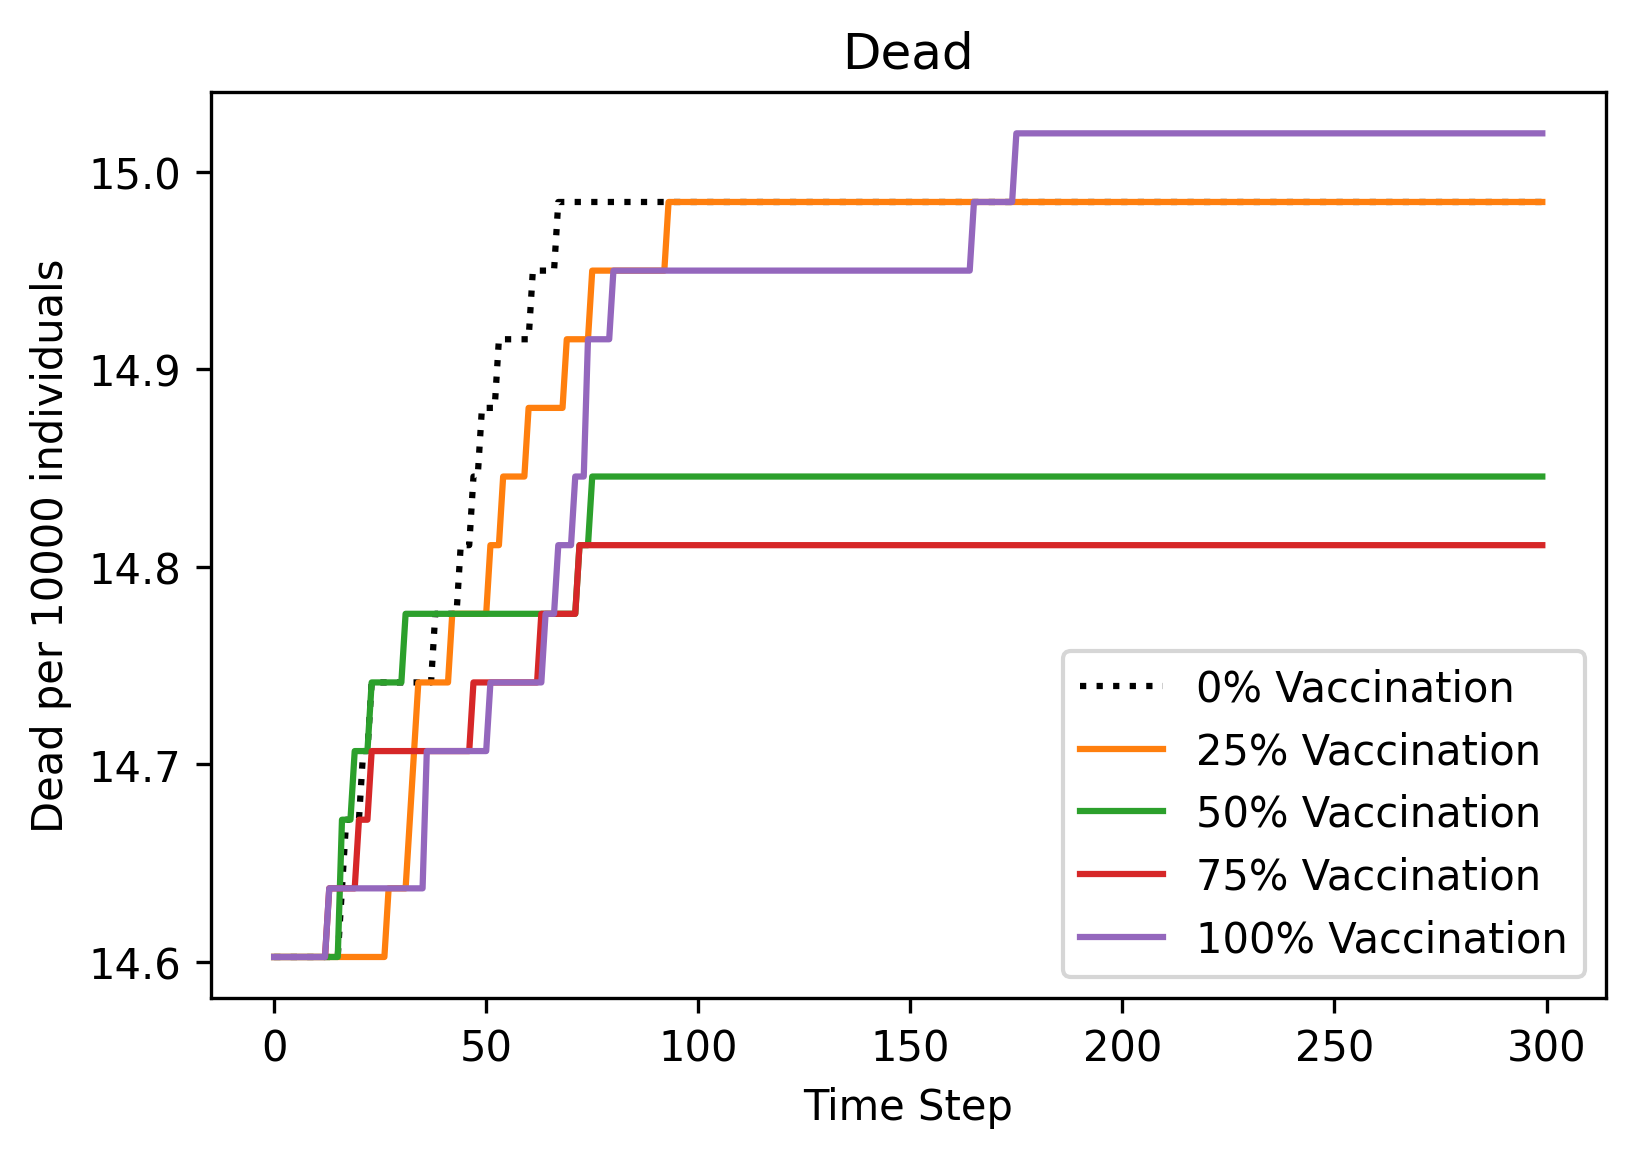 Dead
Dead per 10000 individuals
15.0
14.9
14.8
14.7
14.6
0% Vaccination
25% Vaccination
50% Vaccination
75% Vaccination
100% Vaccination
0 50 100 150 200 250 300
Time Step